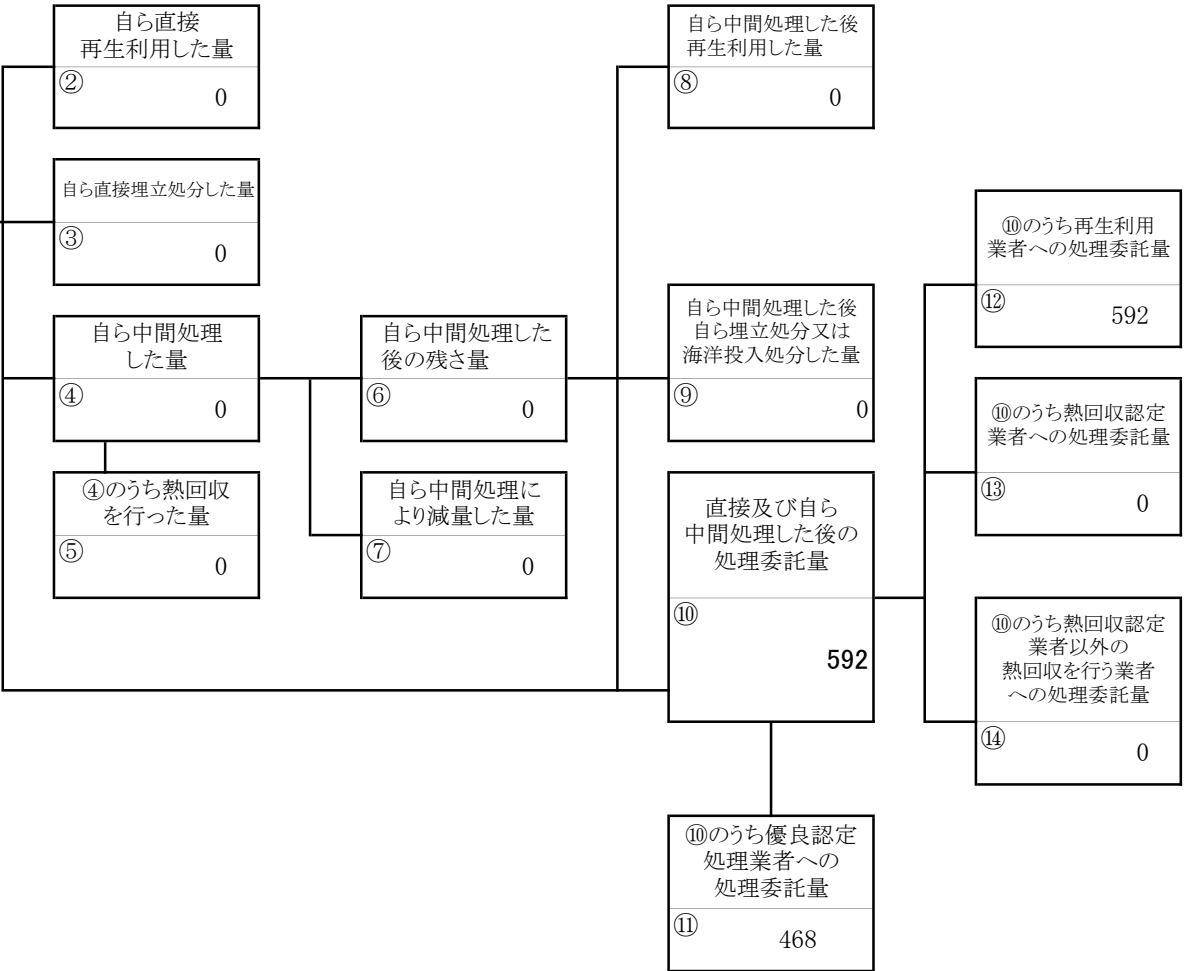 自ら直接
再生利用した量
②
0
自ら直接埋立処分した量
③
0
自ら中間処理
した量
④
0
④のうち熱回収
を行った量
⑤
0
自ら中間処理した
後の残さ量
⑥
0
自ら中間処理に
より減量した量
⑦
0
自ら中間処理した後
再生利用した量
⑧
0
自ら中間処理した後
自ら埋立処分又は
海洋投入処分した量
⑨
0
直接及び自ら
中間処理した後の
処理委託量
⑩
592
⑩のうち優良認定
処理業者への
処理委託量
⑪
468
⑩のうち再生利用
業者への処理委託量
⑫
592
⑩のうち熱回収認定
業者への処理委託量
⑬
0
⑩のうち熱回収認定
業者以外の
熱回収を行う業者
への処理委託量
⑭
0